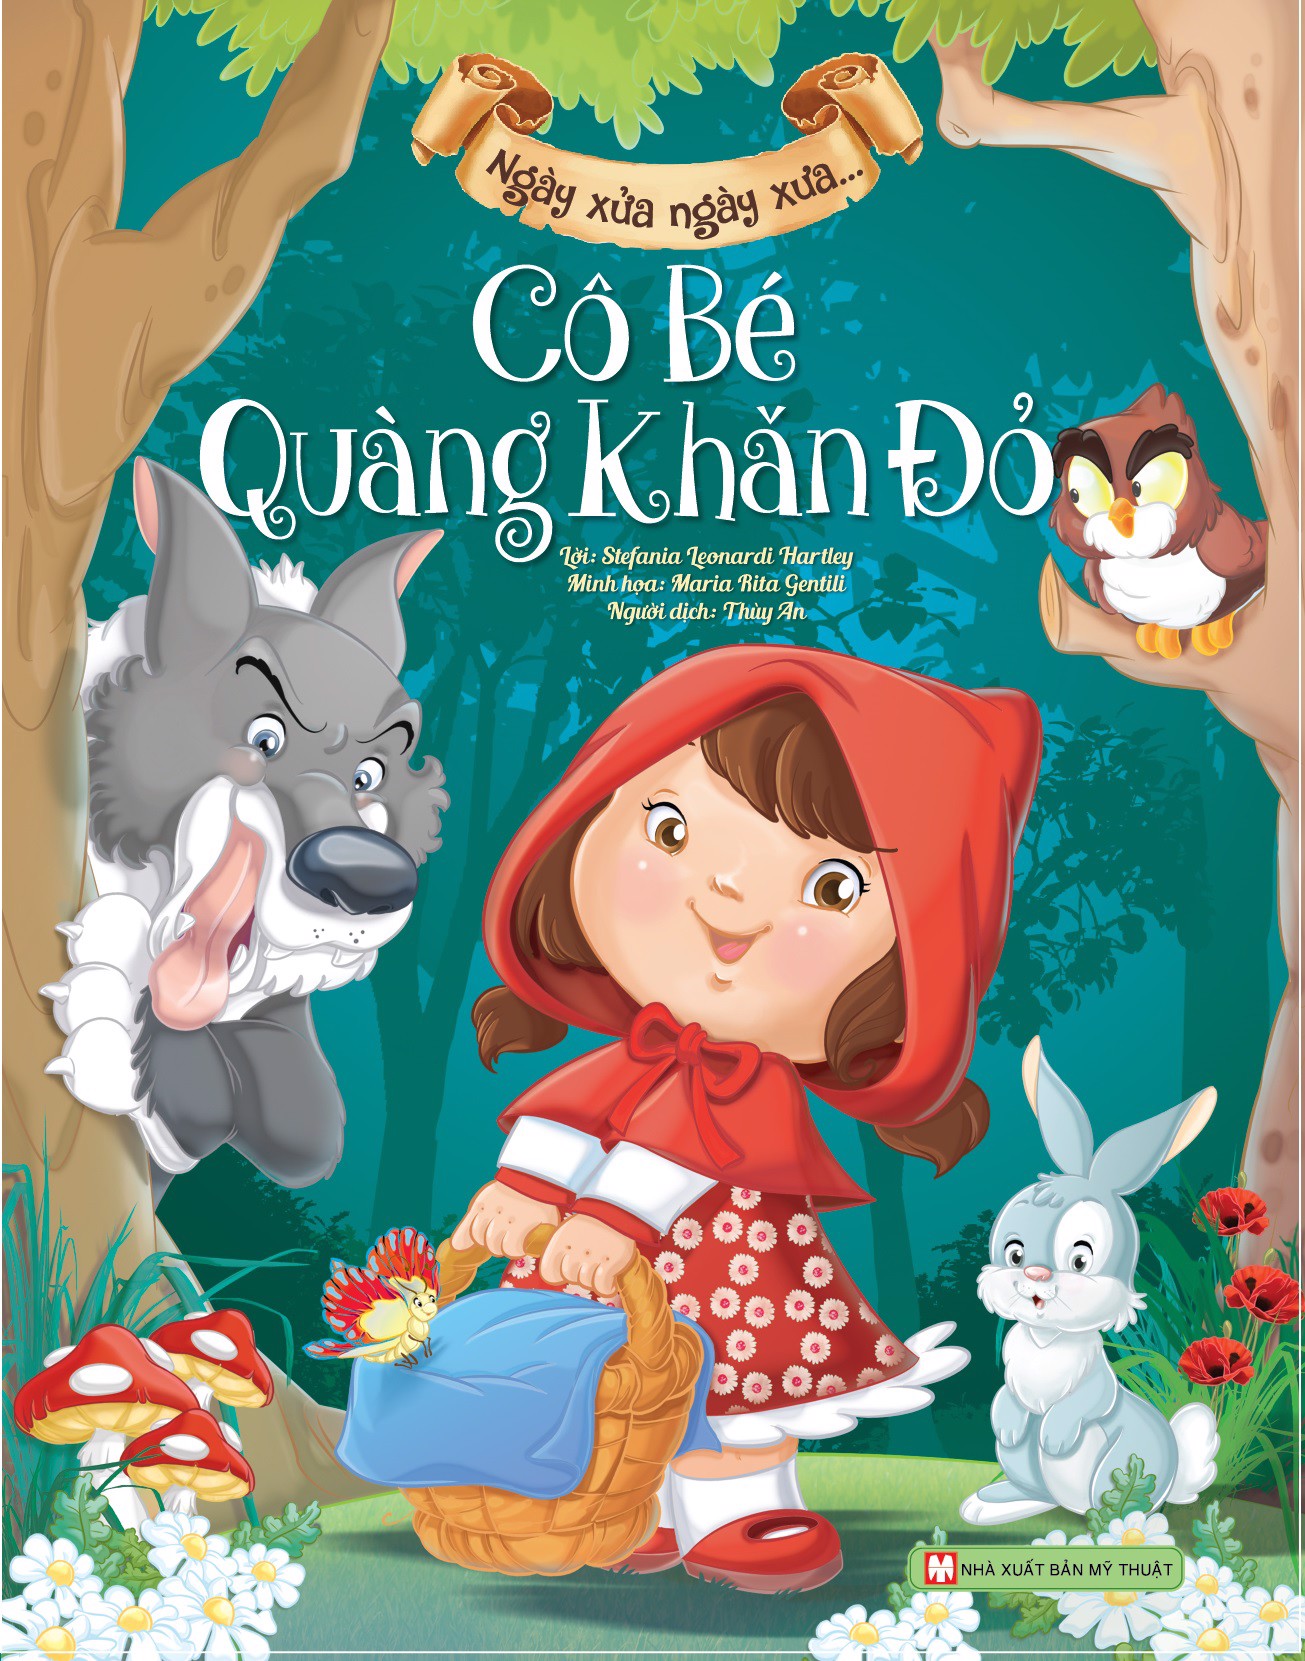 Ngày xửa ngày xưa...
Cô Bé
Quàng Khăn Đỏ
Lời: Stefania Leonardi Hartley
Minh họa: Maria Rita Gentili
Người dịch: Thùy An
NHÀ XUẤT BẢN MỸ THUẬT